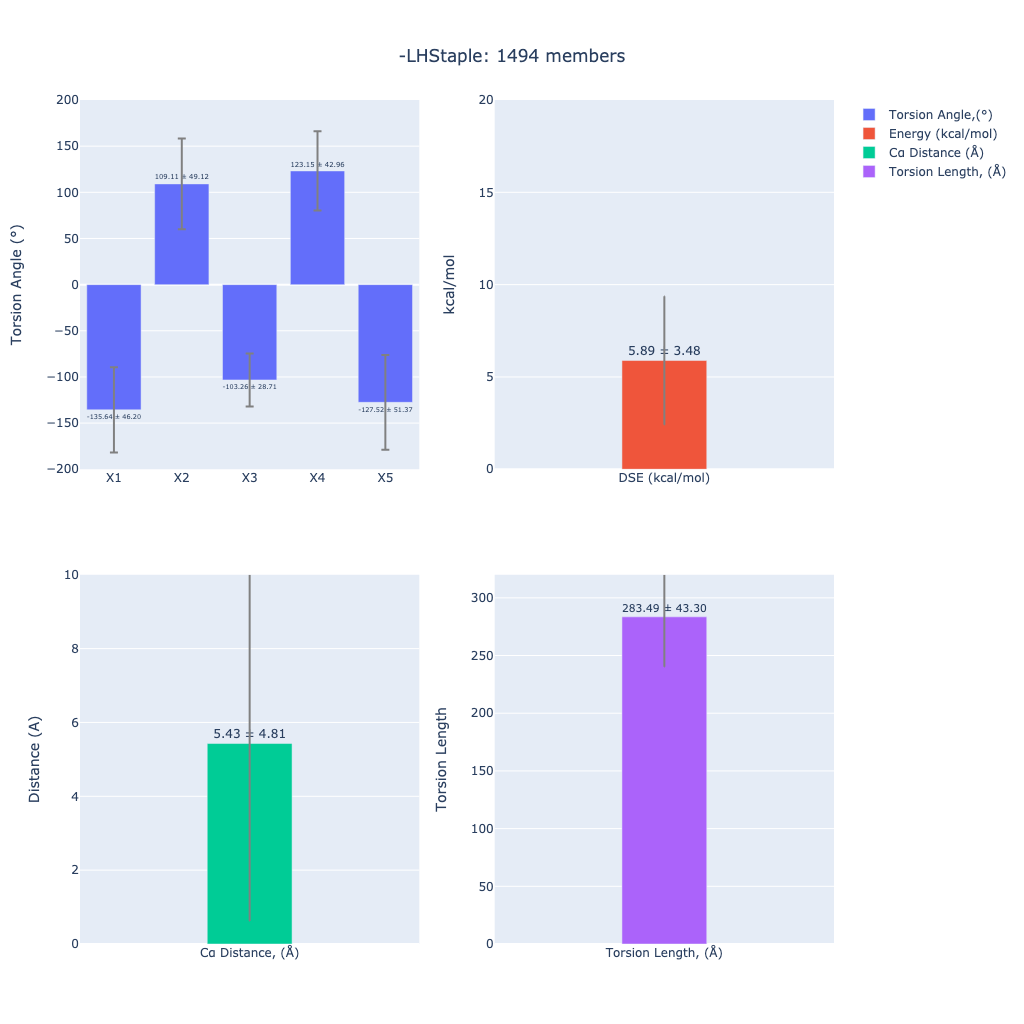 -LHStaple: 1494 members
Torsion Angle,(°)
Energy (kcal/mol)
Cɑ Distance (Å)
Torsion Length, (Å)
Torsion Angle (°)
200
150
100
50
0
−50
−100
−150
−200
-135.64 ± 46.20
109.11 ± 49.12
-103.26 ± 28.71
123.15 ± 42.96
-127.52 ± 51.37
X1 X2 X3 X4 X5
kcal/mol
20
15
10
5
0
5.89 ± 3.48
DSE (kcal/mol)
Distance (A)
10
8
6
4
2
0
5.43 ± 4.81
Cɑ Distance, (Å)
Torsion Length
300
250
200
150
100
50
0
283.49 ± 43.30
Torsion Length, (Å)